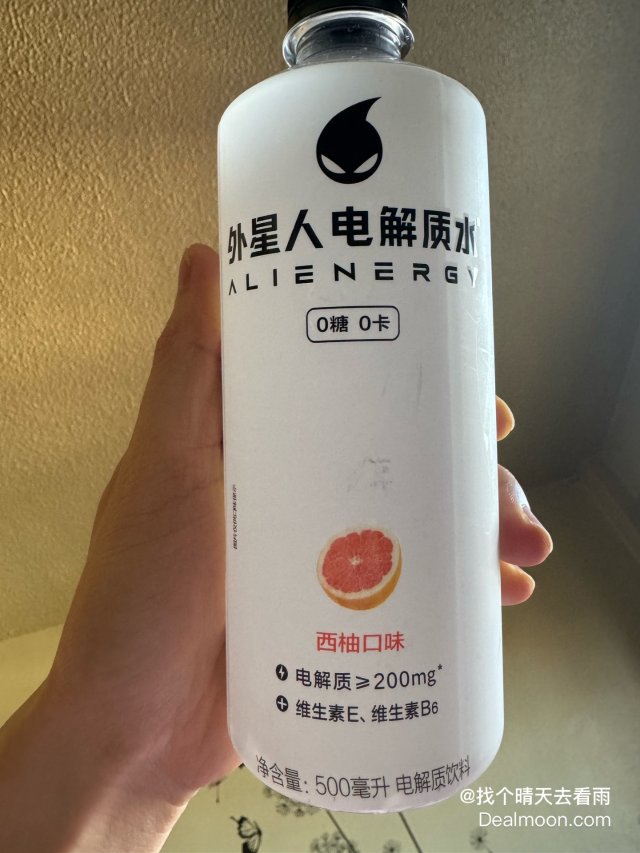 外星人电解质水
ALIENERGY
0糖 0卡
西柚口味
电解质≥200mg*
维生素E、维生素B6
净含量：500毫升 电解质饮料
@找个晴天去看雨
Dealmoon.com